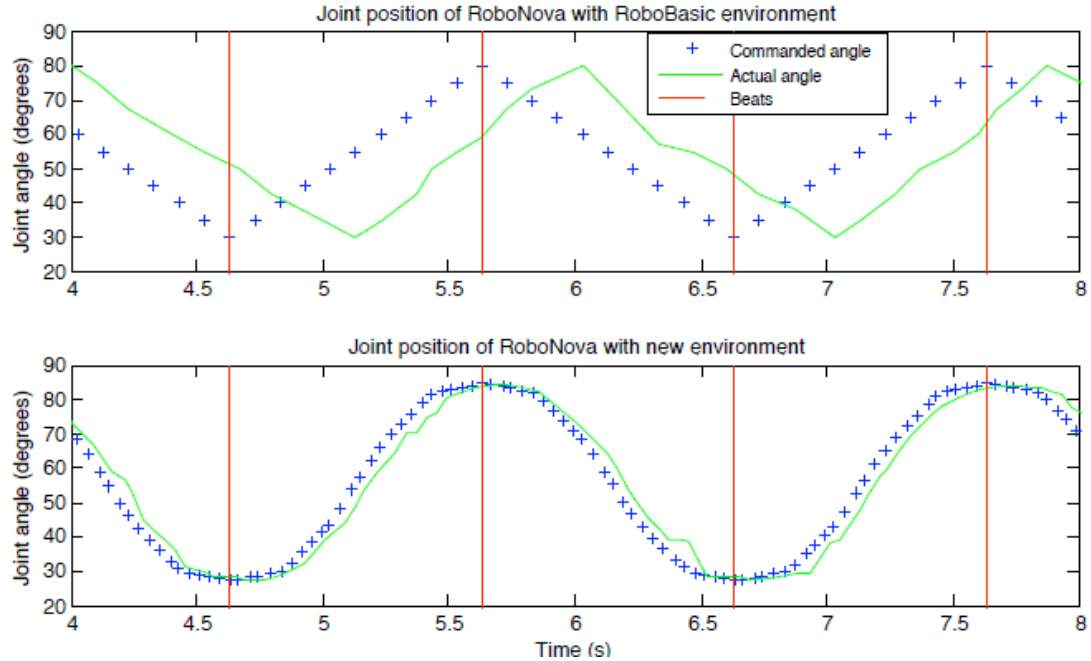 Joint position of RoboNova with RoboBasic environment
90
80
70
60
50
40
30
20
Joint angle (degrees)
Commanded angle
Actual angle
Beats
4 4.5 5 5.5 6 6.5 7 7.5 8
Joint position of RoboNova with new environment
90
80
70
60
50
40
30
20
Joint angle (degrees)
4 4.5 5 5.5 6 6.5 7 7.5 8
Time (s)